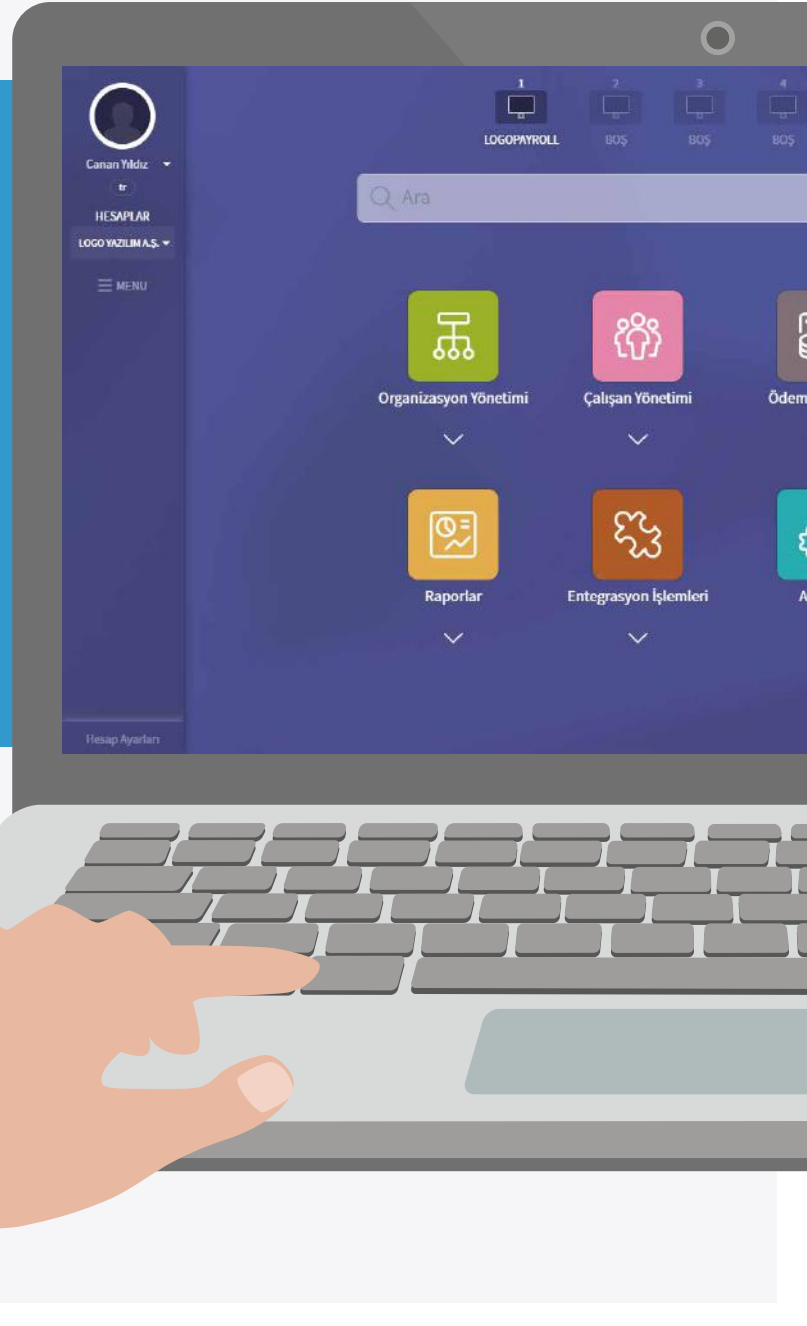 1 2 3 4
LOGOPAYROLL BOŞ BOŞ BOŞ
Canan Yıldız
tr
HESAPLAR
LOGO YAZILIM A.Ş.
MENU
Ara
Organizasyon Yönetimi Çalışan Yönetimi Ödem
Raporlar Entegrasyon İşlemleri A
Hesap Ayarları